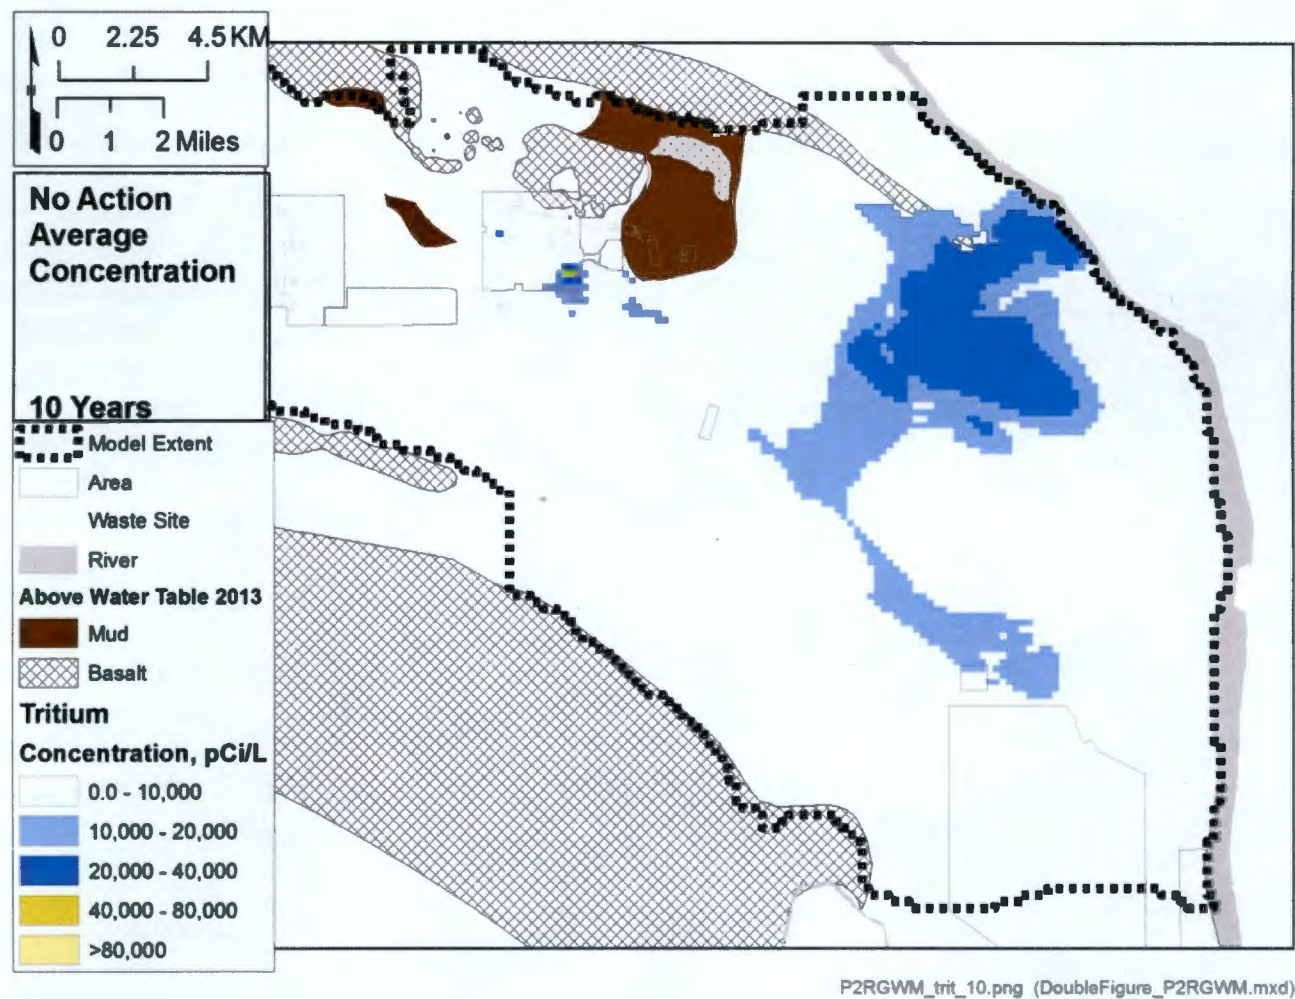 0 2.25 4.5 KM
0 1 2 Miles
No Action
Average
Concentration
10 Years
Model Extent
Area
Waste Site
River
Above Water Table 2013
Mud
Basalt
Tritium
Concentration, pCi/L
0.0 - 10,000
10,000 - 20,000
20,000 - 40,000
40,000 - 80,000
>80,000
P2RGWM_trit_10.png (DoubleFigure_P2RGWM.mxd)